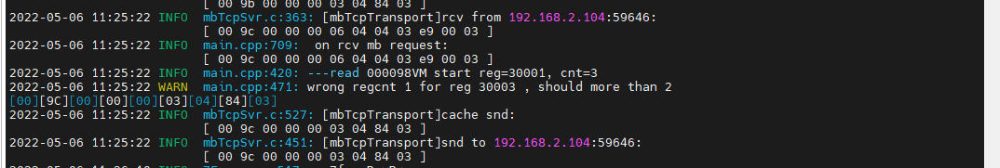 [ 00 9b 00 00 00 03 04 84 03 ]
2022-05-06 11:25:22 INFO  mbTcpSvr.c:363: [mbTcpTransport]rcv from 192.168.2.104:59646:
[ 00 9c 00 00 00 06 04 04 03 e9 00 03 ]
2022-05-06 11:25:22 INFO  main.cpp:709:  on rcv mb request:
[ 00 9c 00 00 00 06 04 04 03 e9 00 03 ]
2022-05-06 11:25:22 INFO  main.cpp:420: ---read 000098VM start reg=30001, cnt=3
2022-05-06 11:25:22 WARN  main.cpp:471: wrong regcnt 1 for reg 30003 , should more than 2
[00][9C][00][00][00][03][04][84][03]
2022-05-06 11:25:22 INFO  mbTcpSvr.c:527: [mbTcpTransport]cache snd:
[ 00 9c 00 00 00 03 04 84 03 ]
2022-05-06 11:25:22 INFO  mbTcpSvr.c:451: [mbTcpTransport]snd to 192.168.2.104:59646:
[ 00 9c 00 00 00 03 04 84 03 ]